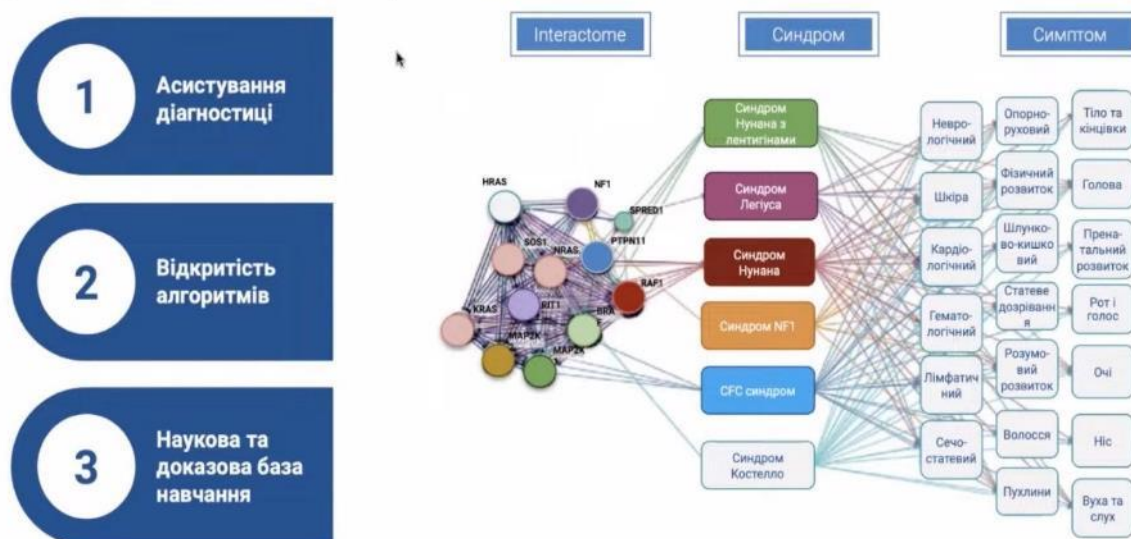 1
Асистування
діагностиці
2
Відкритість
алгоритмів
3
Наукова та
доказова база
навчання
Interactome
Синдром
Симптом
HRAS
NF1
SPRED1
SOS1
NRAS
PTPN11
RAF1
KRAS
RIT1
BRA
MAP2K
MAP2K
Синдром
Нунана з
лентигінами
Синдром
Легіуса
Синдром
Нунана
Синдром NF1
CFC синдром
Синдром
Костелло
Невро-
логічний
Шкіра
Кардіо-
логічний
Гемато-
логічний
Лімфатич
ний
Сечо-
статевий
Опорно-
руховий
Фізичний
розвиток
Шлунко-
во-кишко
вий
Статеве
дозріванн
я
Розумо-
вий
розвиток
Волосся
Пухлини
Тіло та
кінцівки
Голова
Прена-
тальний
розвиток
Рот і
голос
Очі
Ніс
Вуха та
слух